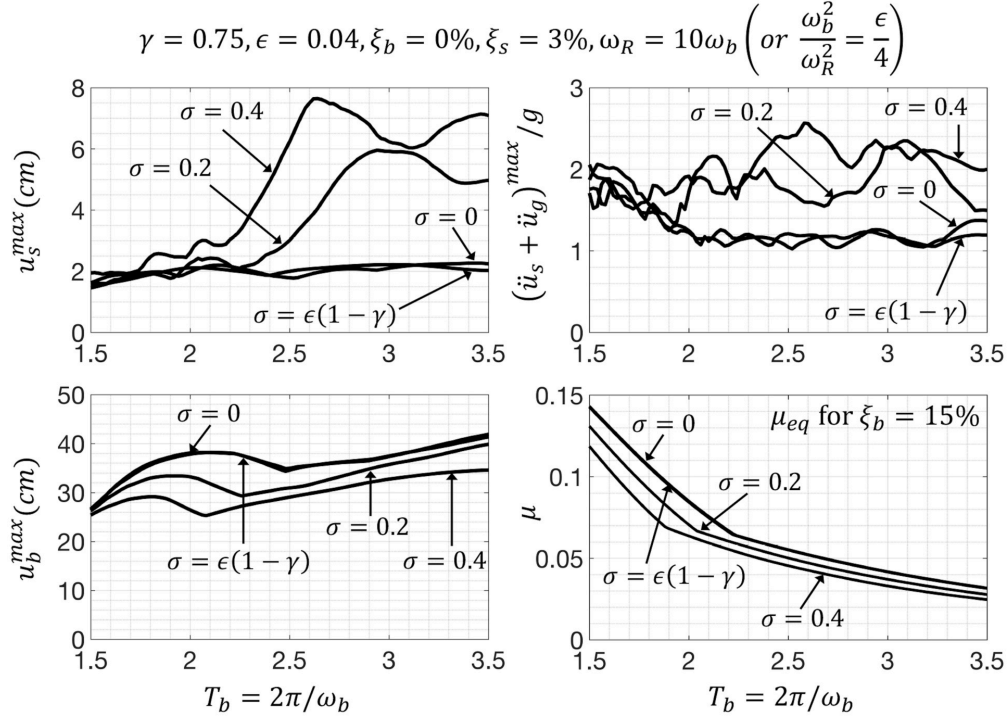 γ = 0.75, ϵ = 0.04, ξ_b = 0%, ξ_s = 3%, ω_R = 10ω_b (or ω_b^2/ω_R^2 = ϵ/4)
u_s^max (cm)
8
6
4
2
0
1.5 2 2.5 3 3.5
σ = 0.4
σ = 0.2
σ = 0
σ = ϵ(1 − γ)
(ü_s + ü_g)^max /g
3
2
1
0
1.5 2 2.5 3 3.5
σ = 0.2
σ = 0.4
σ = 0
σ = ϵ(1 − γ)
u_b^max (cm)
50
40
30
20
10
0
1.5 2 2.5 3 3.5
σ = 0
σ = 0.2
σ = ϵ(1 − γ)
σ = 0.4
T_b = 2π/ω_b
μ
0.15
0.1
0.05
0
1.5 2 2.5 3 3.5
μ_eq for ξ_b = 15%
σ = 0
σ = 0.2
σ = ϵ(1 − γ)
σ = 0.4
T_b = 2π/ω_b